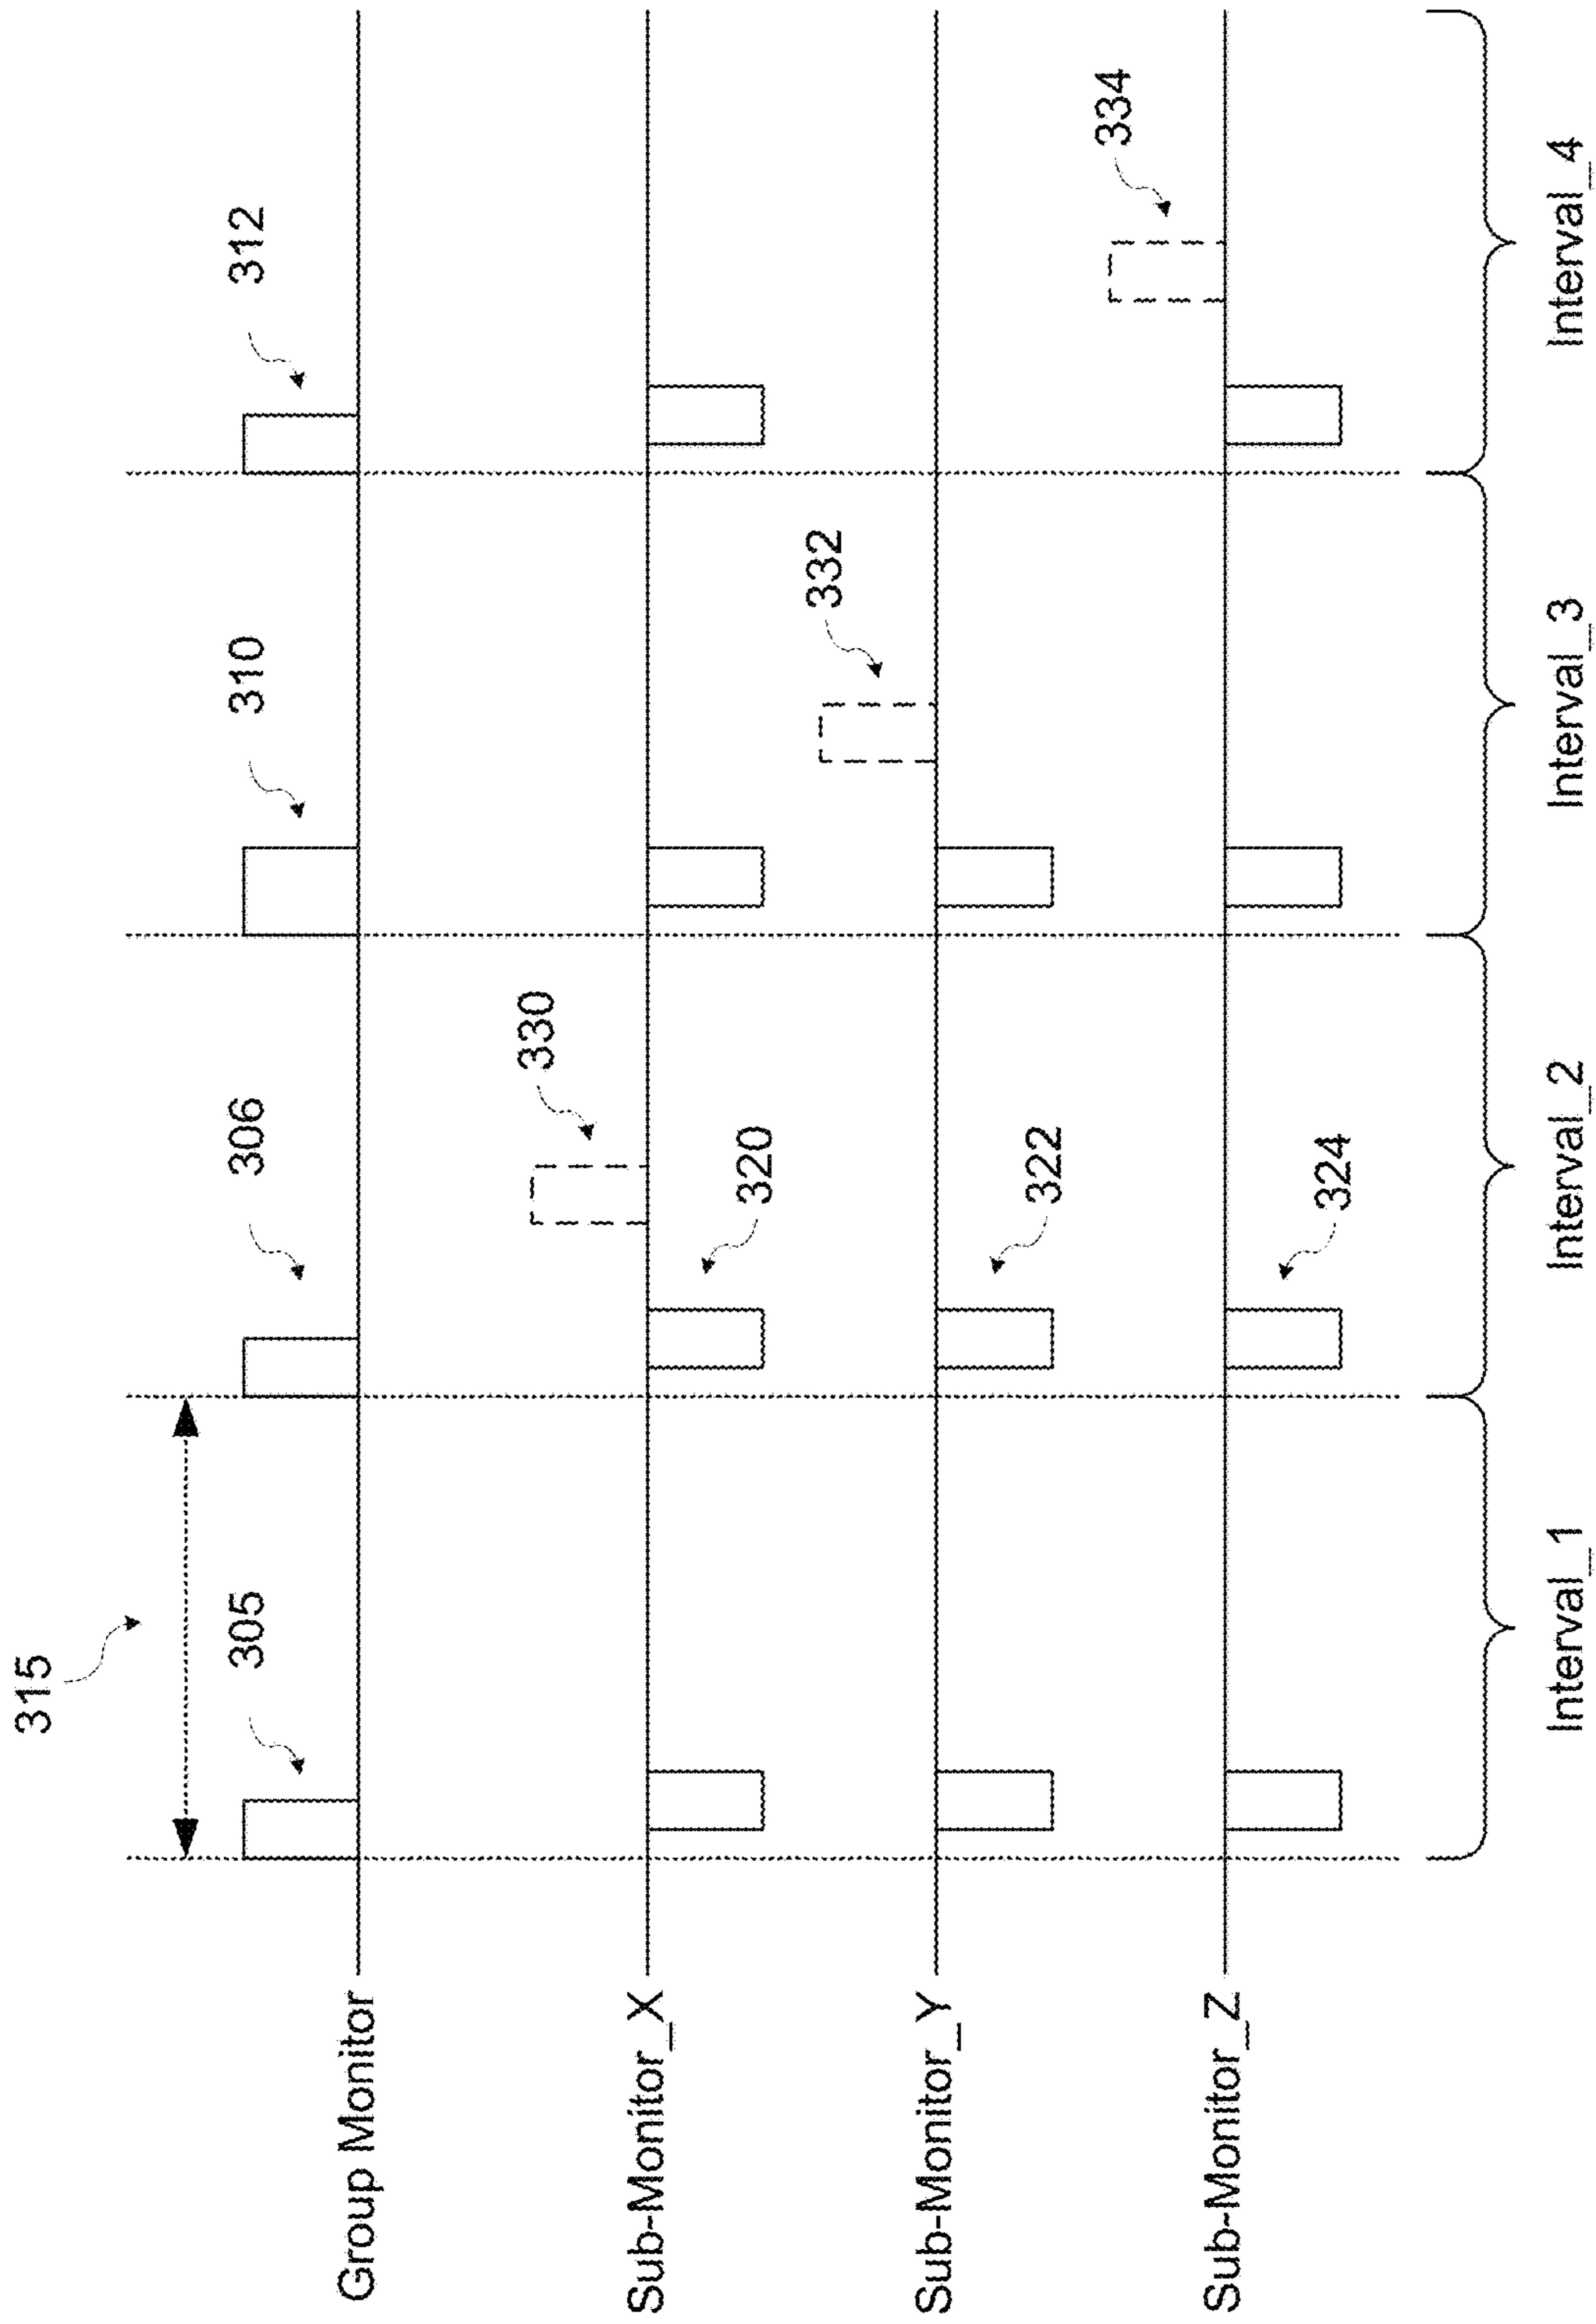 315
305
306
310
312
Group Monitor
330
Sub-Monitor_X
320
332
Sub-Monitor_Y
322
334
Sub-Monitor_Z
324
Interval_1
Interval_2
Interval_3
Interval_4